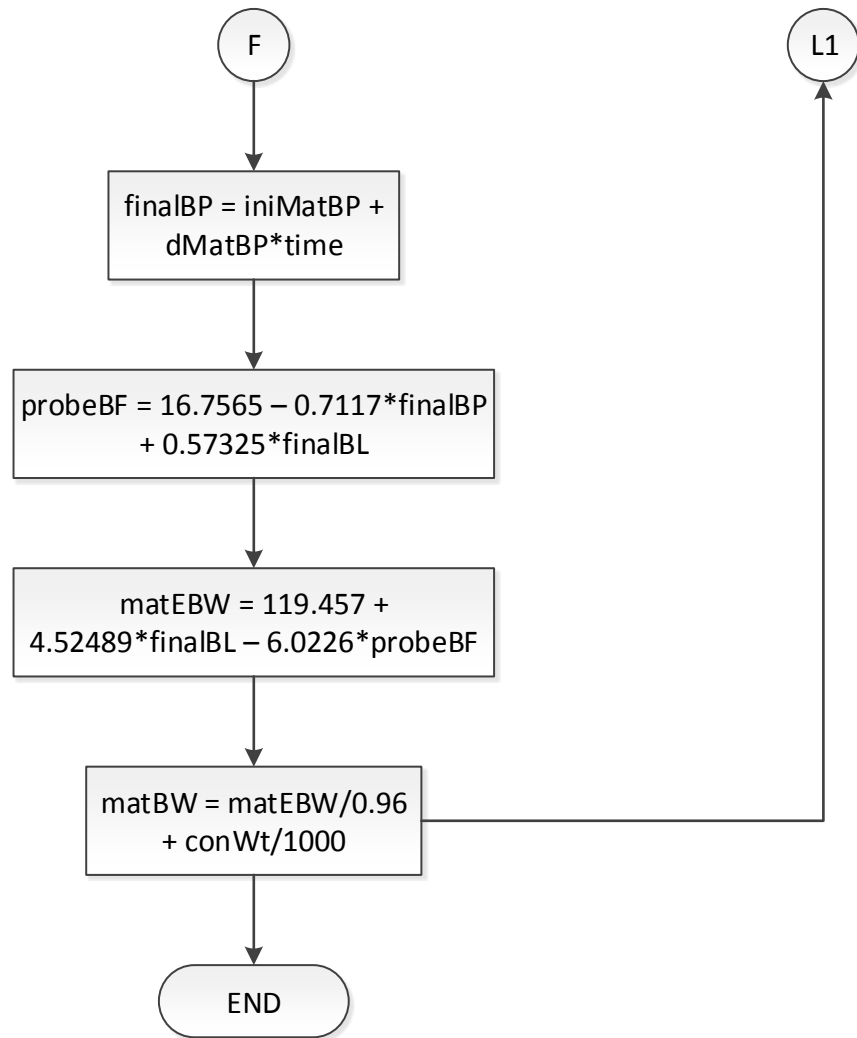 F
L1
finalBP = iniMatBP +
dMatBP*time
probeBF = 16.7565 – 0.7117*finalBP
+ 0.57325*finalBL
matEBW = 119.457 +
4.52489*finalBL – 6.0226*probeBF
matBW = matEBW/0.96
+ conWt/1000
END